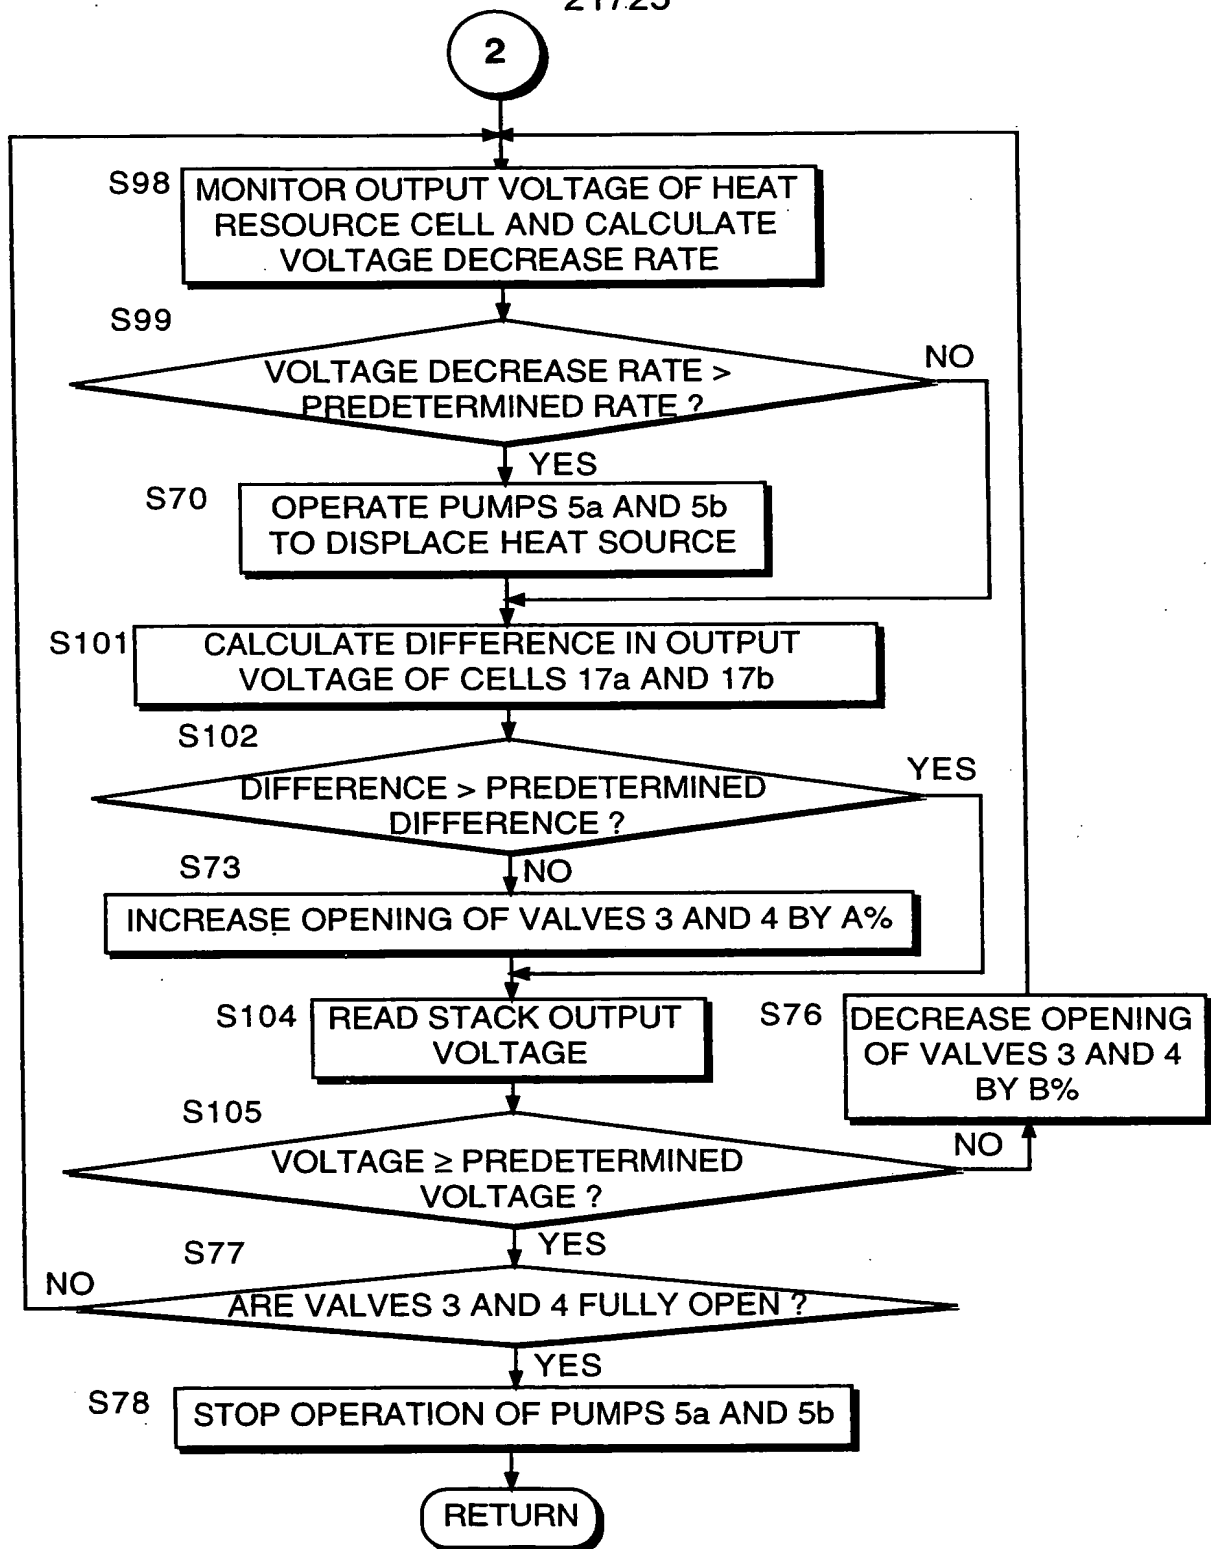 21/25
2
S98
MONITOR OUTPUT VOLTAGE OF HEAT
RESOURCE CELL AND CALCULATE
VOLTAGE DECREASE RATE
S99
VOLTAGE DECREASE RATE >
PREDETERMINED RATE ?
NO
YES
S70
OPERATE PUMPS 5a AND 5b
TO DISPLACE HEAT SOURCE
S101
CALCULATE DIFFERENCE IN OUTPUT
VOLTAGE OF CELLS 17a AND 17b
S102
DIFFERENCE > PREDETERMINED
DIFFERENCE ?
YES
NO
S73
INCREASE OPENING OF VALVES 3 AND 4 BY A%
S104
READ STACK OUTPUT
VOLTAGE
S76
DECREASE OPENING
OF VALVES 3 AND 4
BY B%
S105
VOLTAGE ≥ PREDETERMINED
VOLTAGE ?
NO
YES
S77
NO
ARE VALVES 3 AND 4 FULLY OPEN ?
YES
S78
STOP OPERATION OF PUMPS 5a AND 5b
RETURN